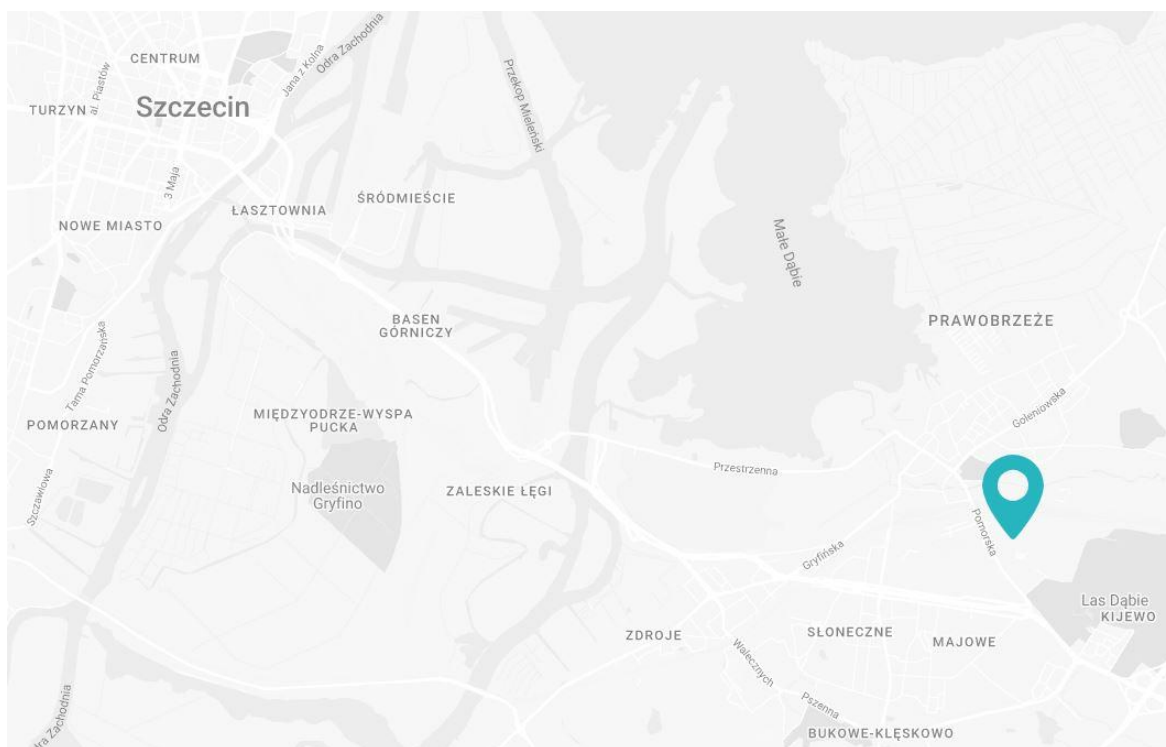 CENTRUM
Odra Zachodnia
Jana z Kolna
al. Piastów
TURZYN
Szczecin
Przekop Mieleński
3 Maja
ŚRÓDMIEŚCIE
ŁASZTOWNIA
NOWE MIASTO
Małe Dąbie
BASEN
GÓRNICZY
PRAWOBRZEŻE
Tama Pomorzańska
Odra Zachodnia
MIĘDZYODRZE-WYSPA
PUCKA
POMORZANY
Goleniowska
Przestrzenna
Nadleśnictwo
Gryfino
ZALESKIE ŁĘGI
Szczawiowa
Pomorska
Gryfińska
Las Dąbie
KIJEWO
ZDROJE
SŁONECZNE
MAJOWE
Walecznych
Pszenna
dra Zachodnia
BUKOWE-KLĘSKOWO